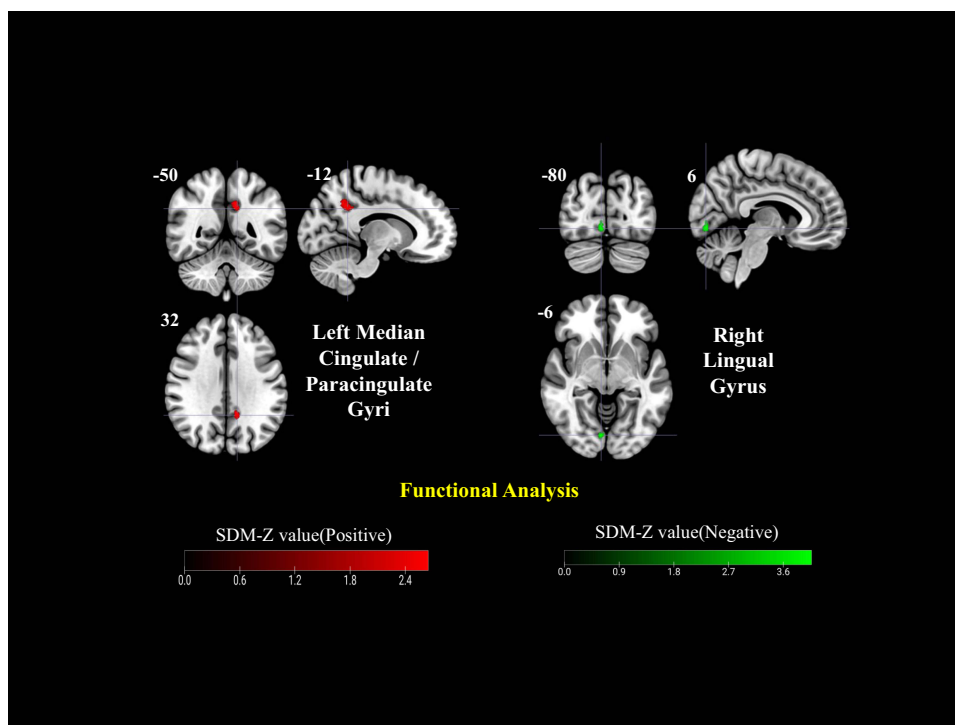 -50
-12
32
Left Median
Cingulate /
Paracingulate
Gyri
-80
6
-6
Right
Lingual
Gyrus
Functional Analysis
SDM-Z value(Positive)
0.0 0.6 1.2 1.8 2.4
SDM-Z value(Negative)
0.0 0.9 1.8 2.7 3.6